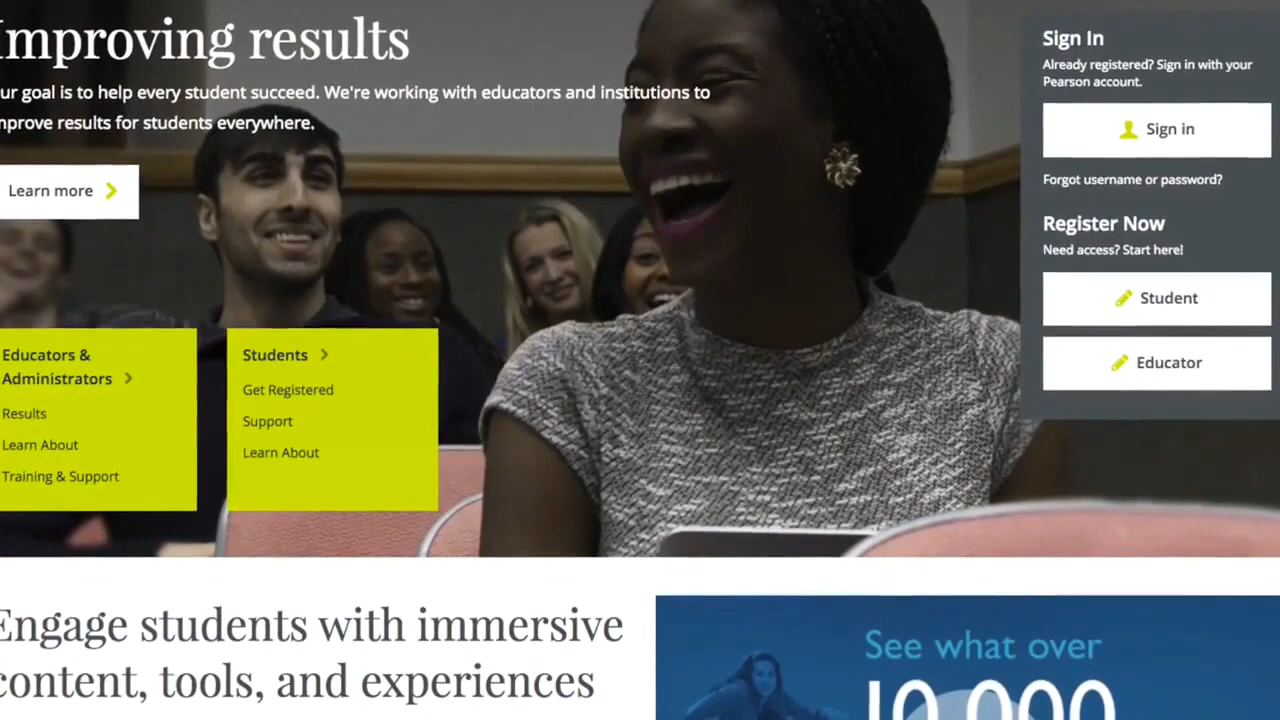 Improving results
ur goal is to help every student succeed. We're working with educators and institutions to
mprove results for students everywhere.
Learn more
Educators &
Administrators
Results
Learn About
Training & Support
Students
Get Registered
Support
Learn About
Sign In
Already registered? Sign in with your
Pearson account.
Sign in
Forgot username or password?
Register Now
Need access? Start here!
Student
Educator
Engage students with immersive
content, tools, and experiences
See what over
10,000